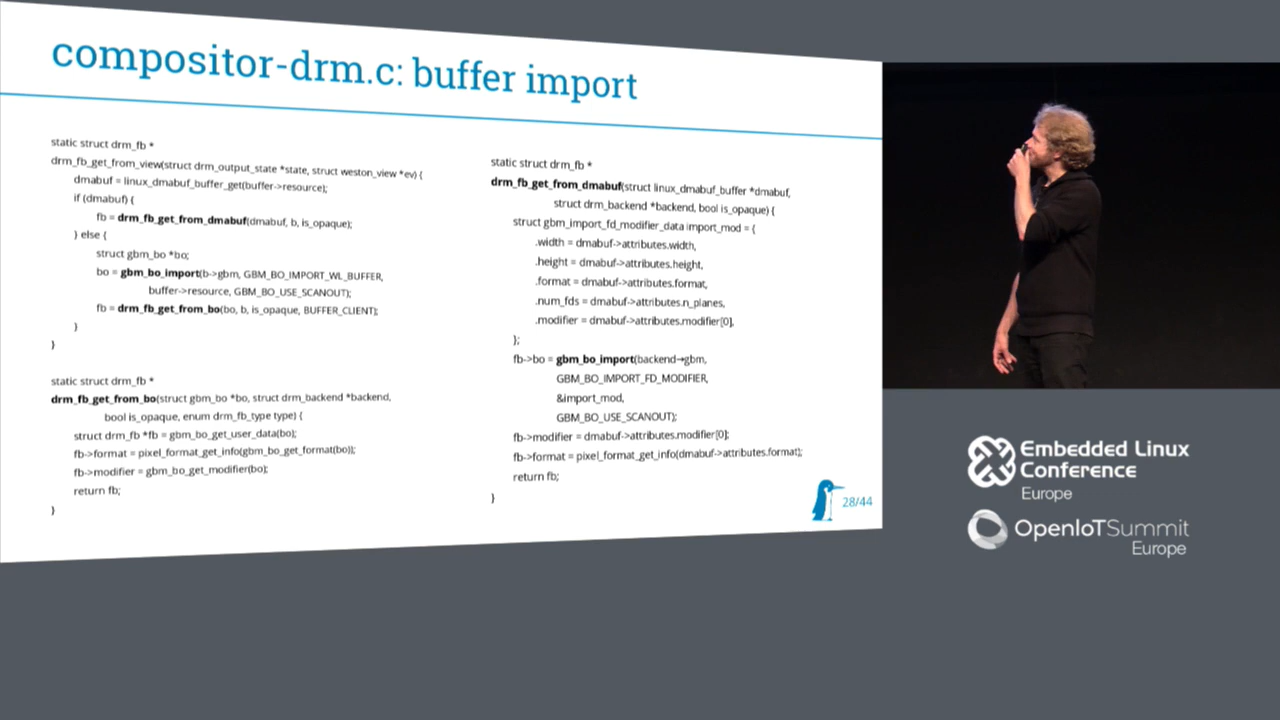 compositor-drm.c: buffer import
static struct drm_fb *
drm_fb_get_from_view(struct drm_output_state *state, struct weston_view *ev) {
dmabuf = linux_dmabuf_buffer_get(buffer->resource);
if (dmabuf) {
fb = drm_fb_get_from_dmabuf(dmabuf, b, is_opaque);
} else {
struct gbm_bo *bo;
bo = gbm_bo_import(b->gbm, GBM_BO_IMPORT_WL_BUFFER,
buffer->resource, GBM_BO_USE_SCANOUT);
fb = drm_fb_get_from_bo(bo, b, is_opaque, BUFFER_CLIENT);
}
}
static struct drm_fb *
drm_fb_get_from_bo(struct gbm_bo *bo, struct drm_backend *backend,
bool is_opaque, enum drm_fb_type type) {
struct drm_fb *fb = gbm_bo_get_user_data(bo);
fb->format = pixel_format_get_info(gbm_bo_get_format(bo));
fb->modifier = gbm_bo_get_modifier(bo);
return fb;
}
static struct drm_fb *
drm_fb_get_from_dmabuf(struct linux_dmabuf_buffer *dmabuf,
struct drm_backend *backend, bool is_opaque) {
struct gbm_import_fd_modifier_data import_mod = {
.width = dmabuf->attributes.width,
.height = dmabuf->attributes.height,
.format = dmabuf->attributes.format,
.num_fds = dmabuf->attributes.n_planes,
.modifier = dmabuf->attributes.modifier[0],
};
fb->bo = gbm_bo_import(backend→gbm,
GBM_BO_IMPORT_FD_MODIFIER,
&import_mod,
GBM_BO_USE_SCANOUT);
fb->modifier = dmabuf->attributes.modifier[0];
fb->format = pixel_format_get_info(dmabuf->attributes.format);
return fb;
}
28/44
Embedded Linux
Conference
Europe
OpenIoTSummit
Europe